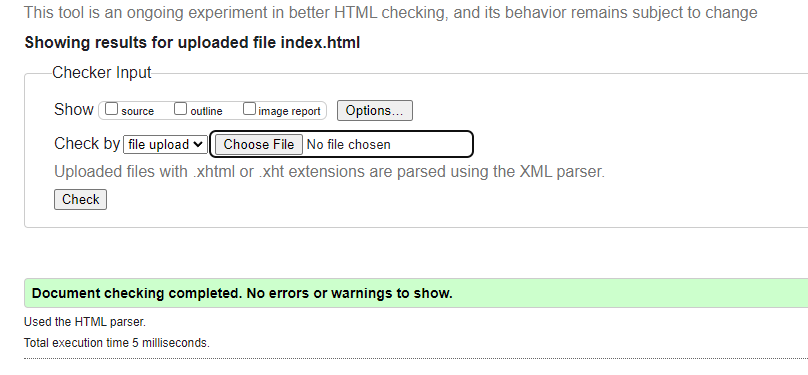 This tool is an ongoing experiment in better HTML checking, and its behavior remains subject to change
Showing results for uploaded file index.html
Checker Input
Show source outline image report Options...
Check by file upload Choose File No file chosen
Uploaded files with .xhtml or .xht extensions are parsed using the XML parser.
Check
Document checking completed. No errors or warnings to show.
Used the HTML parser.
Total execution time 5 milliseconds.